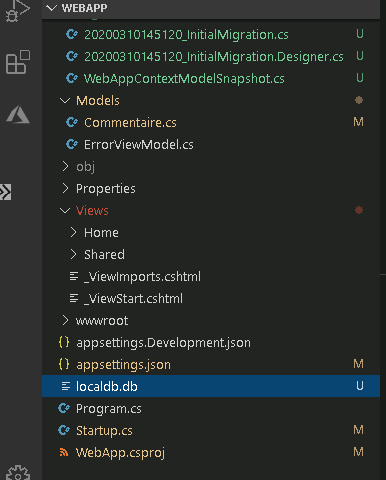 WEBAPP
20200310145120_InitialMigration.cs U
20200310145120_InitialMigration.Designer.cs U
WebAppContextModelSnapshot.cs U
Models
Commentaire.cs M
ErrorViewModel.cs
obj
Properties
Views
Home
Shared
_ViewImports.cshtml
_ViewStart.cshtml
wwwroot
{} appsettings.Development.json
{} appsettings.json M
localdb.db U
Program.cs
Startup.cs M
WebApp.csproj M